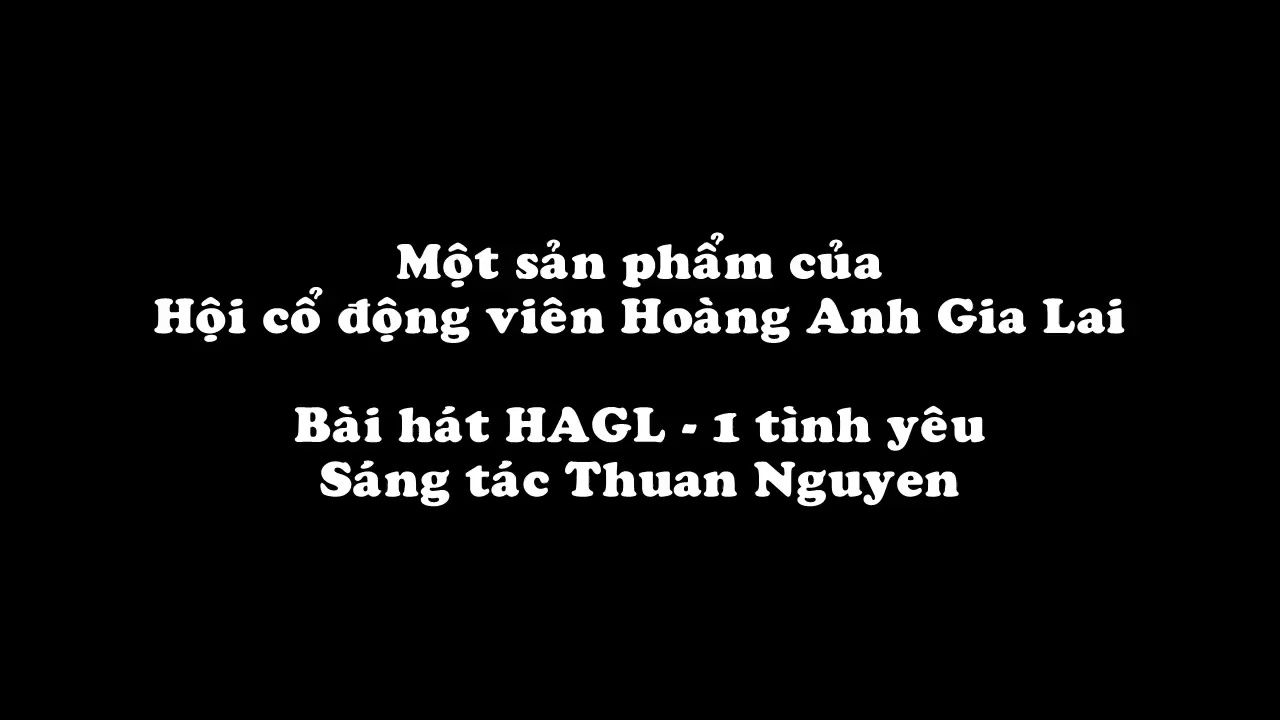 Một sản phẩm của
Hội cổ động viên Hoàng Anh Gia Lai
Bài hát HAGL - 1 tình yêu
Sáng tác Thuan Nguyen